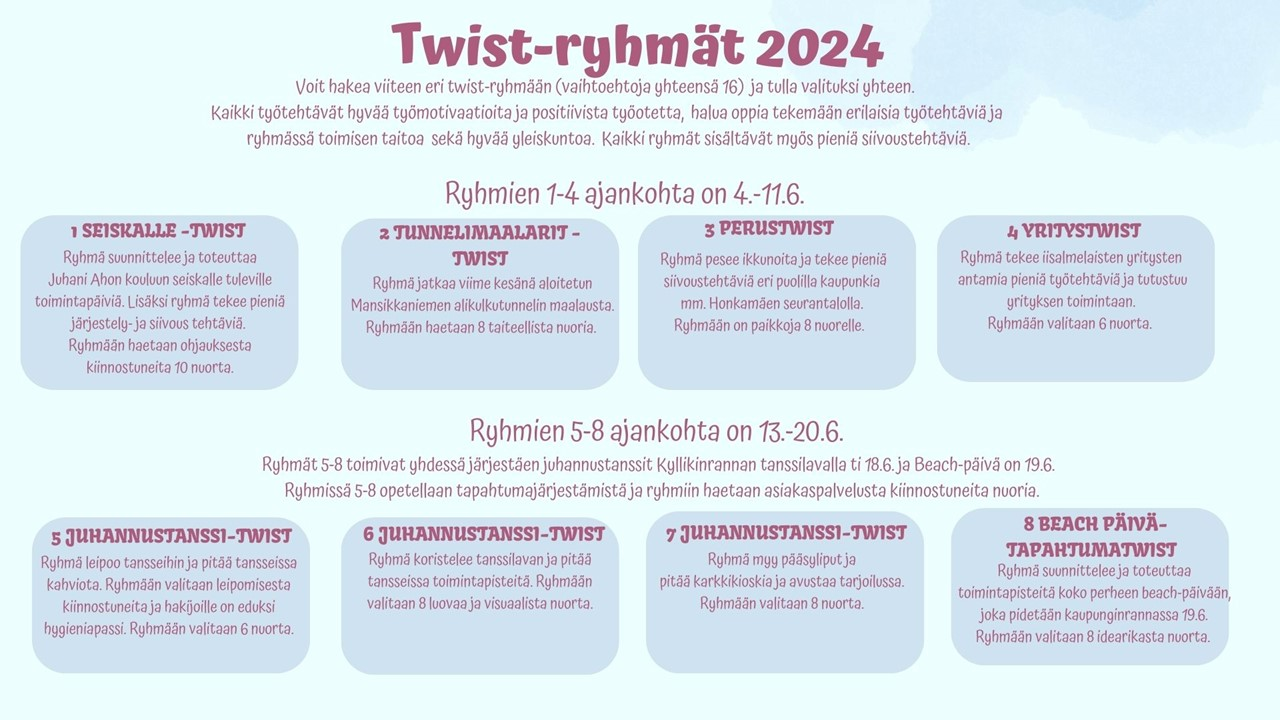 Twist-ryhmät 2024
Voit hakea viiteen eri twist-ryhmään (vaihtoehtoja yhteensä 16) ja tulla valituksi yhteen.
Kaikki työtehtävät hyvää työmotivaatioita ja positiivista työotetta, halua oppia tekemään erilaisia työtehtäviä ja
ryhmässä toimisen taitoa sekä hyvää yleiskuntoa. Kaikki ryhmät sisältävät myös pieniä siivoustehtäviä.
Ryhmien 1-4 ajankohta on 4.-11.6.
1 SEISKALLE -TWIST
Ryhmä suunnittelee ja toteuttaa
Juhani Ahon kouluun seiskalle tuleville
toimintapäiviä. Lisäksi ryhmä tekee pieniä
järjestely- ja siivous tehtäviä.
Ryhmään haetaan ohjauksesta
kiinnostuneita 10 nuorta.
2 TUNNELIMAALARIT -
TWIST
Ryhmä jatkaa viime kesänä aloitetun
Mansikkaniemen alikulkutunnelin maalausta.
Ryhmään haetaan 8 taiteellista nuoria.
3 PERUSTWIST
Ryhmä pesee ikkunoita ja tekee pieniä
siivoustehtäviä eri puolilla kaupunkia
mm. Honkamäen seurantalolla.
Ryhmään on paikkoja 8 nuorelle.
4 YRITYSTWIST
Ryhmä tekee iisalmelaisten yritysten
antamia pieniä työtehtäviä ja tutustuu
yrityksen toimintaan.
Ryhmään valitaan 6 nuorta.
Ryhmien 5-8 ajankohta on 13.-20.6.
Ryhmät 5-8 toimivat yhdessä järjestäen juhannustanssit Kyllikinrannan tanssilavalla ti 18.6. ja Beach-päivä on 19.6.
Ryhmissä 5-8 opetellaan tapahtumajärjestämistä ja ryhmiin haetaan asiakaspalvelusta kiinnostuneita nuoria.
5 JUHANNUSTANSSI-TWIST
Ryhmä leipoo tansseihin ja pitää tansseissa
kahviota. Ryhmään valitaan leipomisesta
kiinnostuneita ja hakijoille on eduksi
hygieniapassi. Ryhmään valitaan 6 nuorta.
6 JUHANNUSTANSSI-TWIST
Ryhmä koristelee tanssilavan ja pitää
tansseissa toimintapisteitä. Ryhmään
valitaan 8 luovaa ja visuaalista nuorta.
7 JUHANNUSTANSSI-TWIST
Ryhmä myy pääsyliput ja
pitää karkkikioskia ja avustaa tarjoilussa.
Ryhmään valitaan 8 nuorta.
8 BEACH PÄIVÄ-
TAPAHTUMATWIST
Ryhmä suunnittelee ja toteuttaa
toimintapisteitä koko perheen beach-päivään,
joka pidetään kaupunginrannassa 19.6.
Ryhmään valitaan 8 idearikasta nuorta.